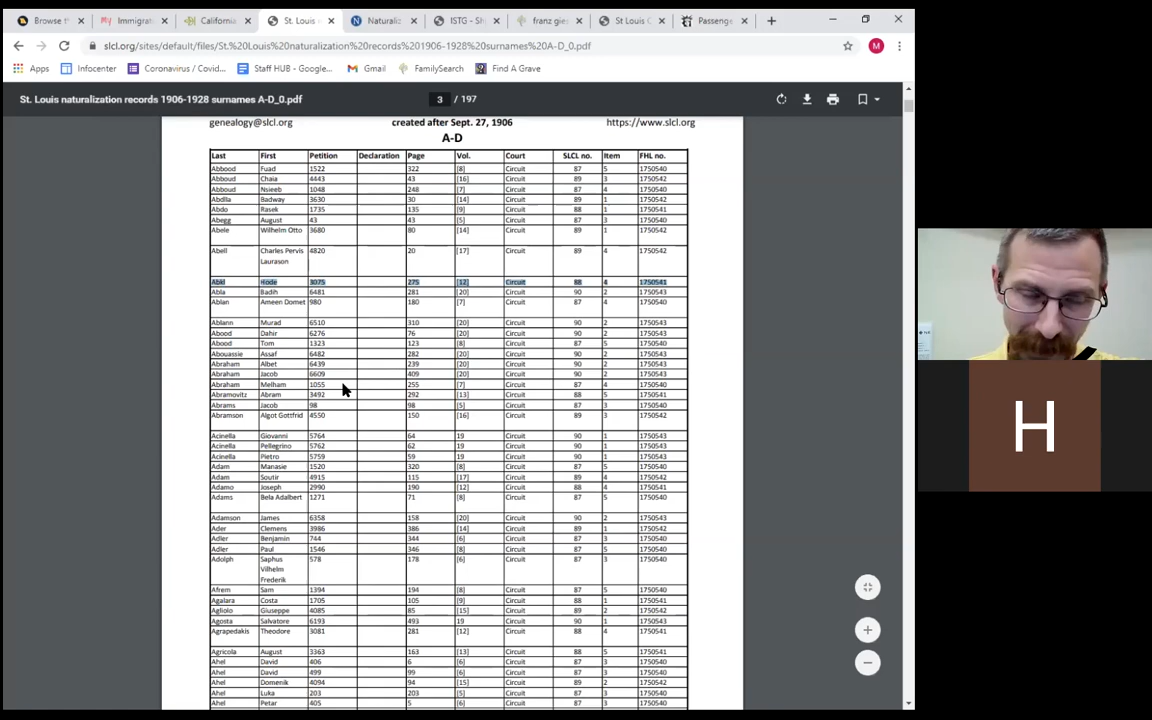 Browse th
Immigrat
California
St. Louis
Naturaliz
ISTG - Sh
franz gies
St Louis C
Passenge
slcl.org/sites/default/files/St.%20Louis%20naturalization%20records%201906-1928%20surnames%20A-D_0.pdf
M
Apps
Infocenter
Coronavirus / Covid...
Staff HUB - Google...
Gmail
FamilySearch
Find A Grave
St. Louis naturalization records 1906-1928 surnames A-D_0.pdf
3 / 197
genealogy@slcl.org created after Sept. 27, 1906 https://www.slcl.org
A-D
Last First Petition Declaration Page Vol. Court SLCL no. Item FHL no.
Abbood Fuad 1522 322 [8] Circuit 87 5 1750540
Abboud Chaia 4443 43 [16] Circuit 89 3 1750542
Abboud Nsieeb 1048 248 [7] Circuit 87 4 1750540
Abdlla Badway 3630 30 [14] Circuit 89 1 1750542
Abdo Rasek 1735 135 [9] Circuit 88 1 1750541
Abegg August 43 43 [5] Circuit 87 3 1750540
Abele Wilhelm Otto 3680 80 [14] Circuit 89 1 1750542
Abell Charles Pervis 4820 20 [17] Circuit 89 4 1750542
Laurason
Abkl Hode 3075 275 [12] Circuit 88 4 1750541
Abla Badih 6481 281 [20] Circuit 90 2 1750543
Ablan Ameen Domet 980 180 [7] Circuit 87 4 1750540
Ablann Murad 6510 310 [20] Circuit 90 2 1750543
Abood Dahir 6276 76 [20] Circuit 90 2 1750543
Abood Tom 1323 123 [8] Circuit 87 5 1750540
Abouassie Assaf 6482 282 [20] Circuit 90 2 1750543
Abraham Albet 6439 239 [20] Circuit 90 2 1750543
Abraham Jacob 6609 409 [20] Circuit 90 2 1750543
Abraham Melham 1055 255 [7] Circuit 87 4 1750540
Abramovitz Abram 3492 292 [13] Circuit 88 5 1750541
Abrams Jacob 98 98 [5] Circuit 87 3 1750540
Abramson Algot Gottfrid 4550 150 [16] Circuit 89 3 1750542
Acinella Giovanni 5764 64 19 Circuit 90 1 1750543
Acinella Pellegrino 5762 62 19 Circuit 90 1 1750543
Acinella Pietro 5759 59 19 Circuit 90 1 1750543
Adam Manasie 1520 320 [8] Circuit 87 5 1750540
Adam Soutir 4915 115 [17] Circuit 89 4 1750542
Adamo Joseph 2990 190 [12] Circuit 88 4 1750541
Adams Bela Adalbert 1271 71 [8] Circuit 87 5 1750540
Adamson James 6358 158 [20] Circuit 90 2 1750543
Ader Clemens 3986 386 [14] Circuit 89 1 1750542
Adler Benjamin 744 344 [6] Circuit 87 3 1750540
Adler Paul 1546 346 [8] Circuit 87 5 1750540
Adolph Saphus 578 178 [6] Circuit 87 3 1750540
Vilhelm
Frederik
Afrem Sam 1394 194 [8] Circuit 87 5 1750540
Agaiara Costa 1705 105 [9] Circuit 88 1 1750541
Agliolo Giuseppe 4085 85 [15] Circuit 89 2 1750542
Agosta Salvatore 6193 493 19 Circuit 90 1 1750543
Agrapedakis Theodore 3081 281 [12] Circuit 88 4 1750541
Agricola August 3363 163 [13] Circuit 88 5 1750541
Ahel David 406 6 [6] Circuit 87 3 1750540
Ahel David 499 99 [6] Circuit 87 3 1750540
Ahel Domenik 4094 94 [15] Circuit 89 2 1750542
Ahel Luka 203 203 [5] Circuit 87 3 1750540
Ahel Petar 405 5 [6] Circuit 87 3 1750540
H